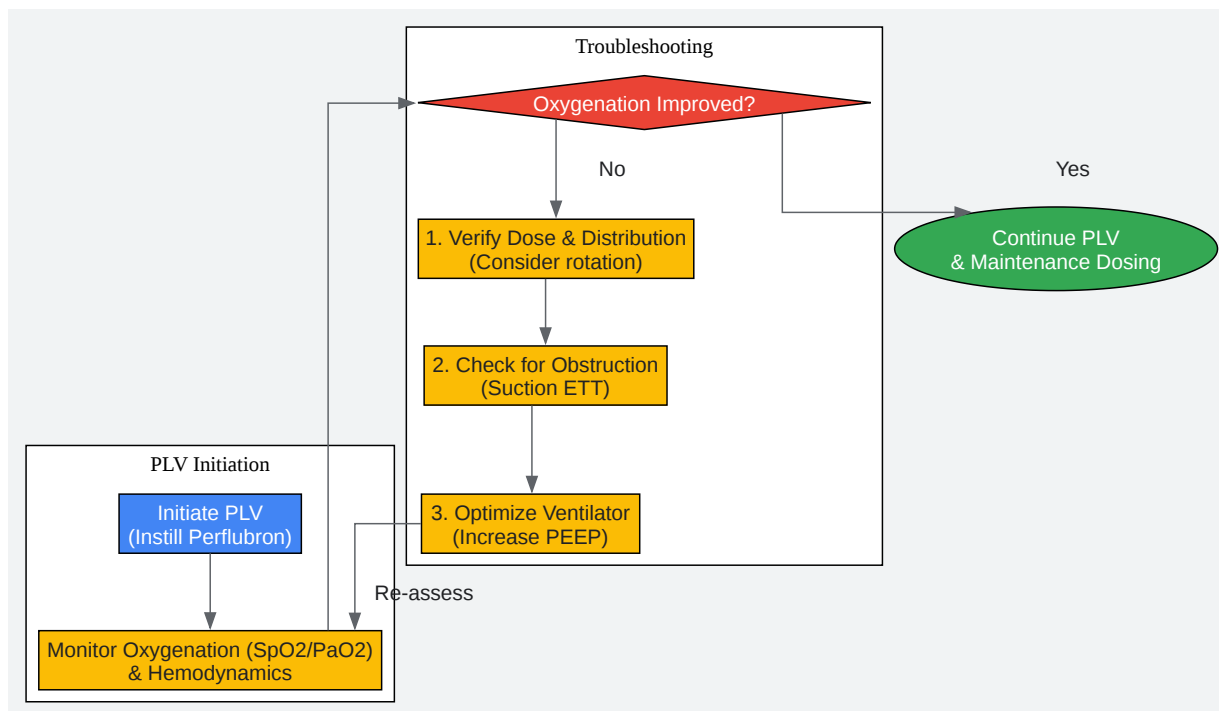 Troubleshooting
Oxygenation Improved?
No
Yes
1. Verify Dose & Distribution
(Consider rotation)
Continue PLV
& Maintenance Dosing
2. Check for Obstruction
(Suction ETT)
PLV Initiation
Initiate PLV
(Instill Perflubron)
3. Optimize Ventilator
(Increase PEEP)
Re-assess
Monitor Oxygenation (SpO2/PaO2)
& Hemodynamics